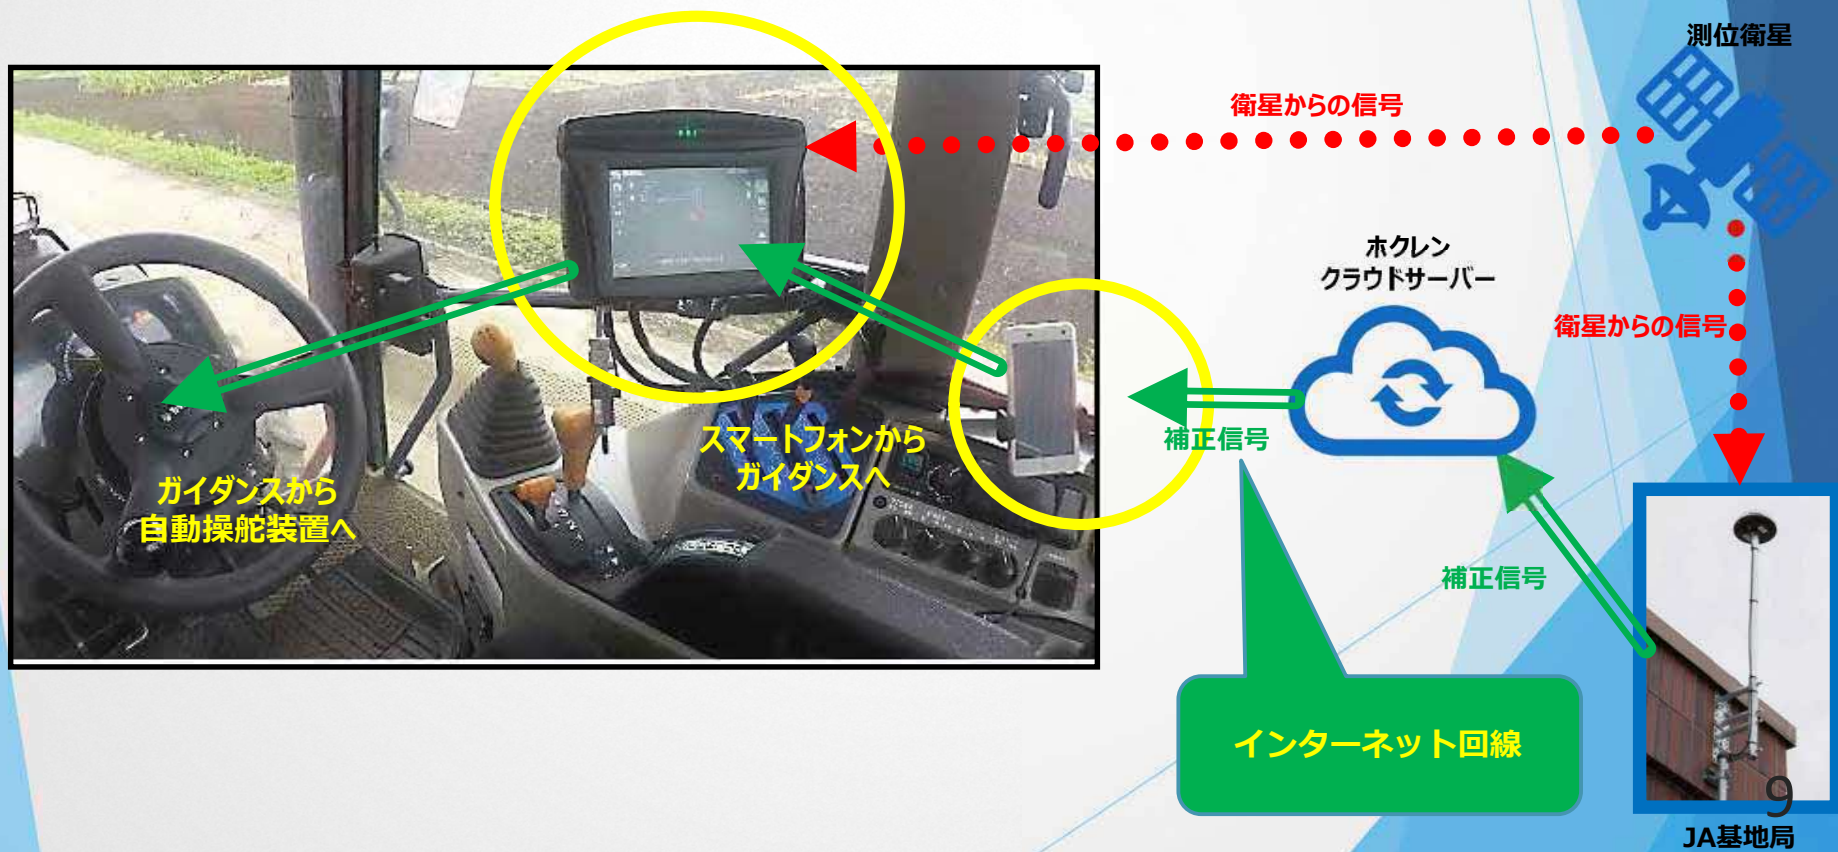 測位衛星
衛星からの信号
ホクレン
クラウドサーバー
衛星からの信号
補正信号
スマートフォンから
ガイダンスへ
ガイダンスから
自動操舵装置へ
補正信号
インターネット回線
9
JA基地局